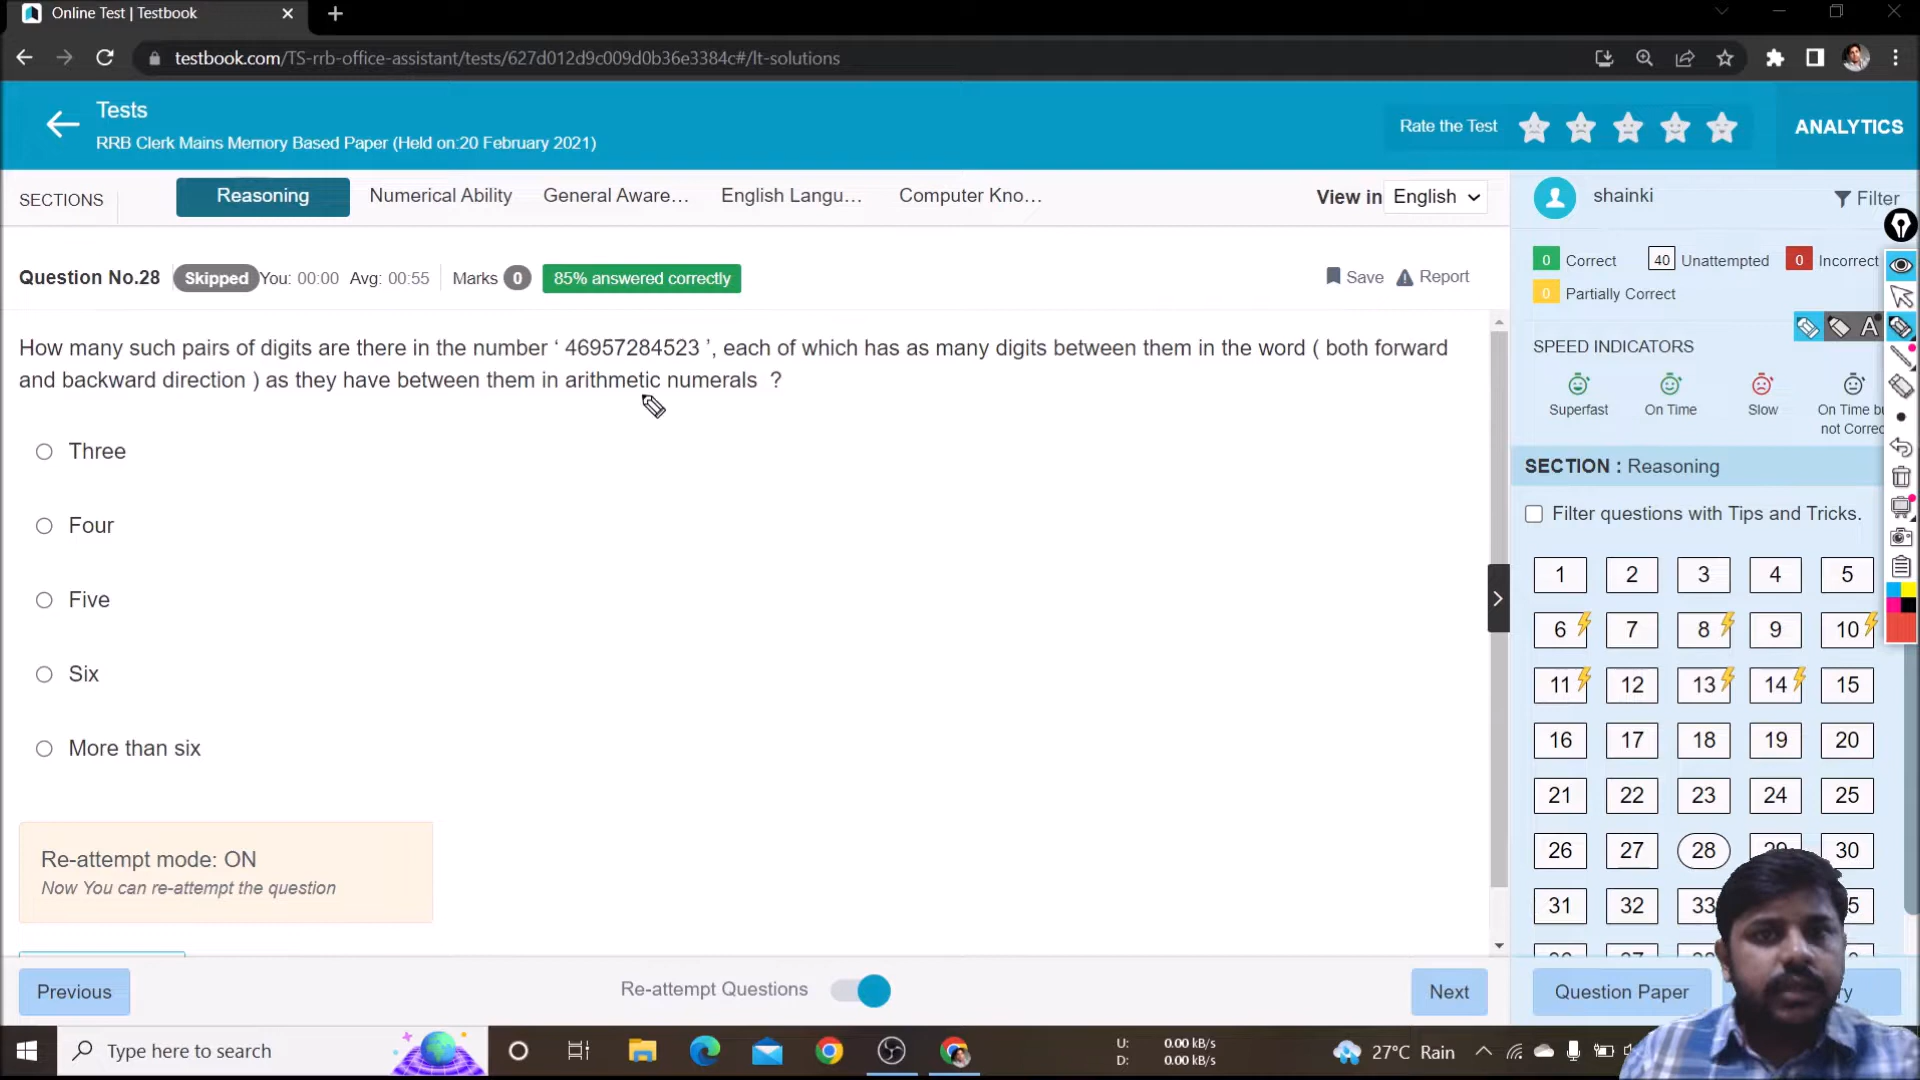 Online Test | Testbook
testbook.com/TS-rrb-office-assistant/tests/627d012d9c009d0b36e3384c#/lt-solutions
Tests
RRB Clerk Mains Memory Based Paper (Held on:20 February 2021)
Rate the Test
ANALYTICS
SECTIONS
Reasoning
Numerical Ability
General Aware...
English Langu...
Computer Kno...
View in English
shainki
Filter
Question No.28 Skipped You: 00:00 Avg: 00:55 Marks 0 85% answered correctly
Save Report
0 Correct 40 Unattempted 0 Incorrect
0 Partially Correct
How many such pairs of digits are there in the number ‘ 46957284523 ’, each of which has as many digits between them in the word ( both forward
and backward direction ) as they have between them in arithmetic numerals ?
Three
Four
Five
Six
More than six
Re-attempt mode: ON
Now You can re-attempt the question
A
SPEED INDICATORS
Superfast On Time Slow On Time bu
not Correc
SECTION : Reasoning
Filter questions with Tips and Tricks.
1 2 3 4 5
6 7 8 9 10
11 12 13 14 15
16 17 18 19 20
21 22 23 24 25
26 27 28 29 30
31 32 33 5
Previous
Re-attempt Questions
Next
Question Paper
ry
Type here to search
U: 0.00 kB/s
D: 0.00 kB/s
27°C Rain